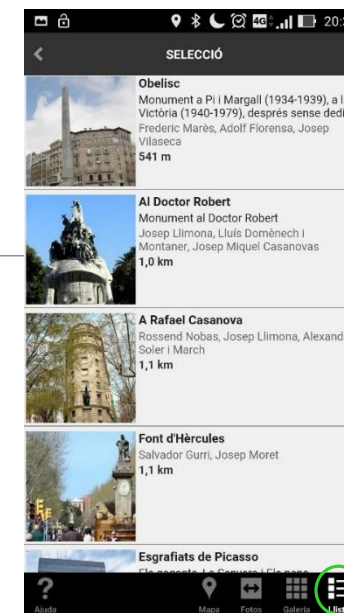 4G 20:
SELECCIÓ
Obelisc
Monument a Pi i Margall (1934-1939), a l
Victòria (1940-1979), després sense dedi
Frederic Marès, Adolf Florensa, Josep
Vilaseca
541 m
Al Doctor Robert
Monument al Doctor Robert
Josep Llimona, Lluís Domènech i
Montaner, Josep Miquel Casanovas
1,0 km
A Rafael Casanova
Rossend Nobas, Josep Llimona, Alexand
Soler i March
1,1 km
Font d'Hèrcules
Salvador Gurri, Josep Moret
1,1 km
Esgrafiats de Picasso
Ajuda Mapa Fotos Galeria Llist